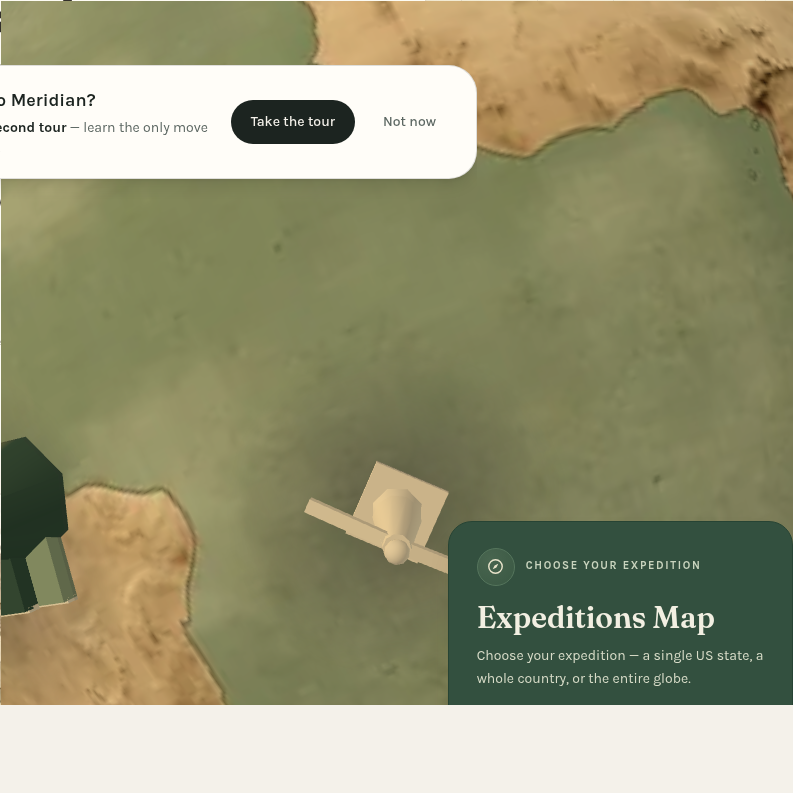 o Meridian?
econd tour — learn the only move
Take the tour
Not now
CHOOSE YOUR EXPEDITION
Expeditions Map
Choose your expedition — a single US state, a
whole country, or the entire globe.